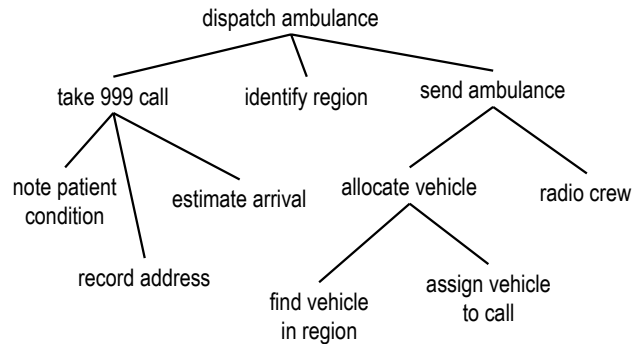 dispatch ambulance
take 999 call
identify region
send ambulance
note patient
condition
record address
estimate arrival
allocate vehicle
radio crew
find vehicle
in region
assign vehicle
to call